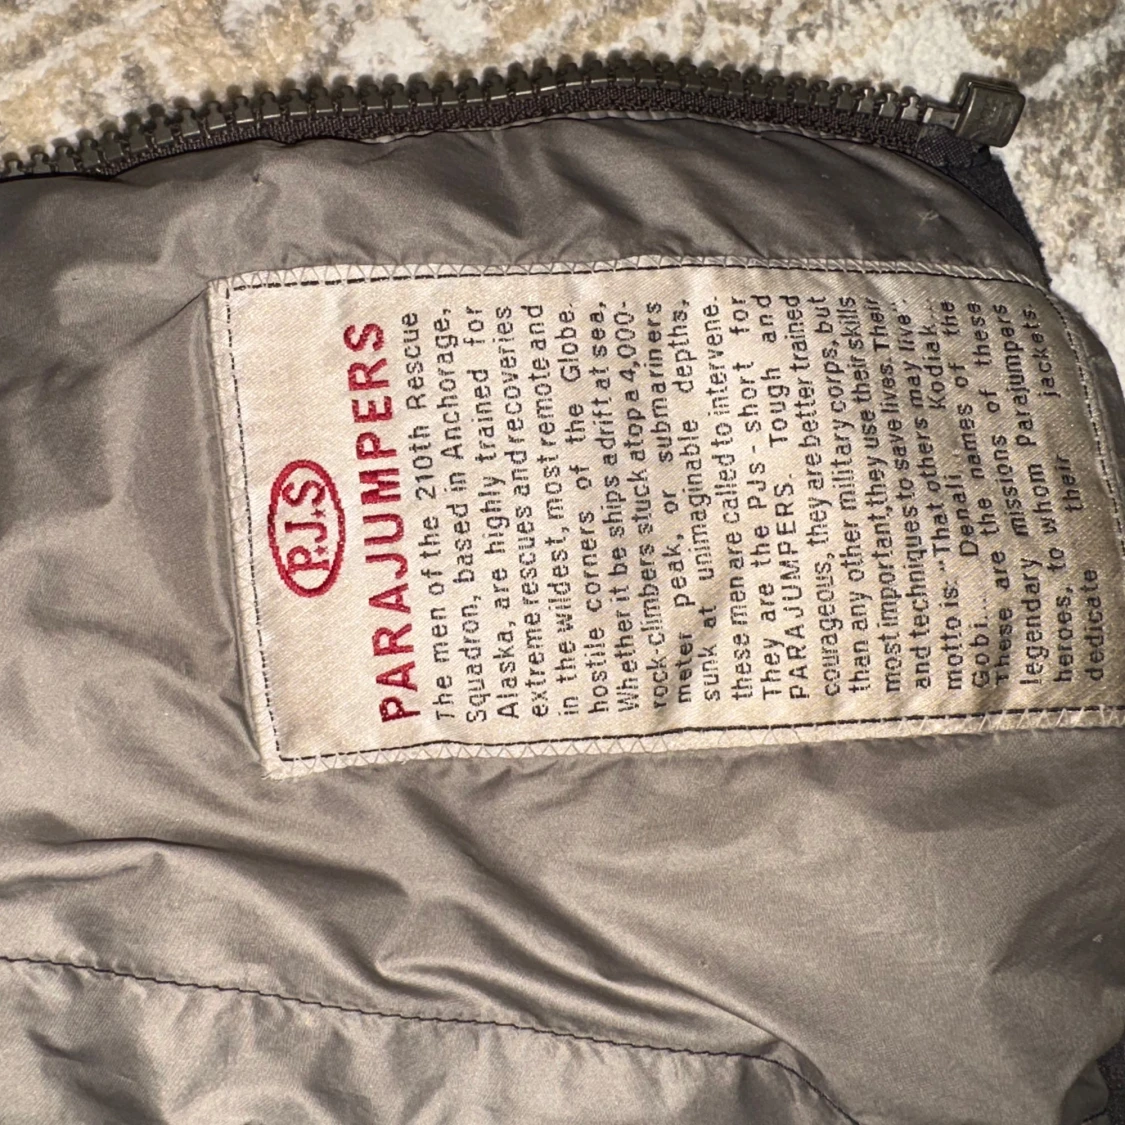 P.J.S
PARAJUMPERS
The men of the 210th Rescue
Squadron, based in Anchorage,
Alaska, are highly trained for
extreme rescues and recoveries
in the wildest, most remote and
hostile corners of the Globe.
Whether it be ships adrift at sea,
rock-climbers stuck atop a 4,000-
meter peak, or submariners
sunk at unimaginable depths,
these men are called to intervene.
They are the PJS - short for
PARAJUMPERS. Tough and
courageous, they are better trained
than any other military corps, but
most important, they use their skills
and techniques to save lives. Their
motto is: "That others may live".
Gobi... Denali... Kodiak...
These are the names of the
legendary missions of these
heroes, to whom Parajumpers
dedicate their jackets.